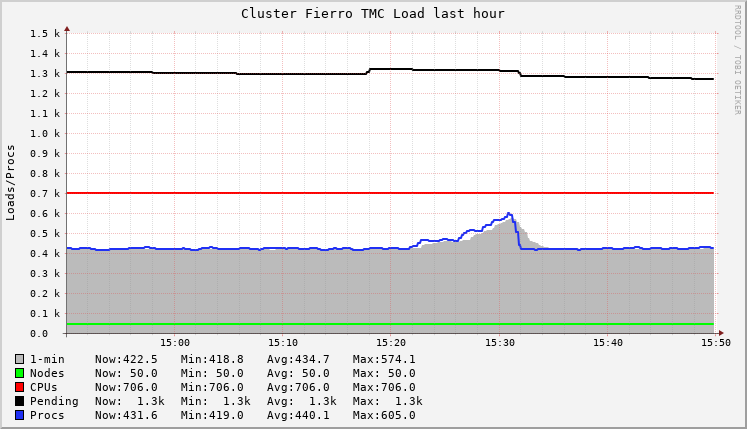 Cluster Fierro TMC Load last hour
RRDTOOL / TOBI OETIKER
Loads/Procs
1.5 k
1.4 k
1.3 k
1.2 k
1.1 k
1.0 k
0.9 k
0.8 k
0.7 k
0.6 k
0.5 k
0.4 k
0.3 k
0.2 k
0.1 k
0.0
15:00 15:10 15:20 15:30 15:40 15:50
1-min Now:422.5 Min:418.8 Avg:434.7 Max:574.1
Nodes Now: 50.0 Min: 50.0 Avg: 50.0 Max: 50.0
CPUs Now:706.0 Min:706.0 Avg:706.0 Max:706.0
Pending Now: 1.3k Min: 1.3k Avg: 1.3k Max: 1.3k
Procs Now:431.6 Min:419.0 Avg:440.1 Max:605.0